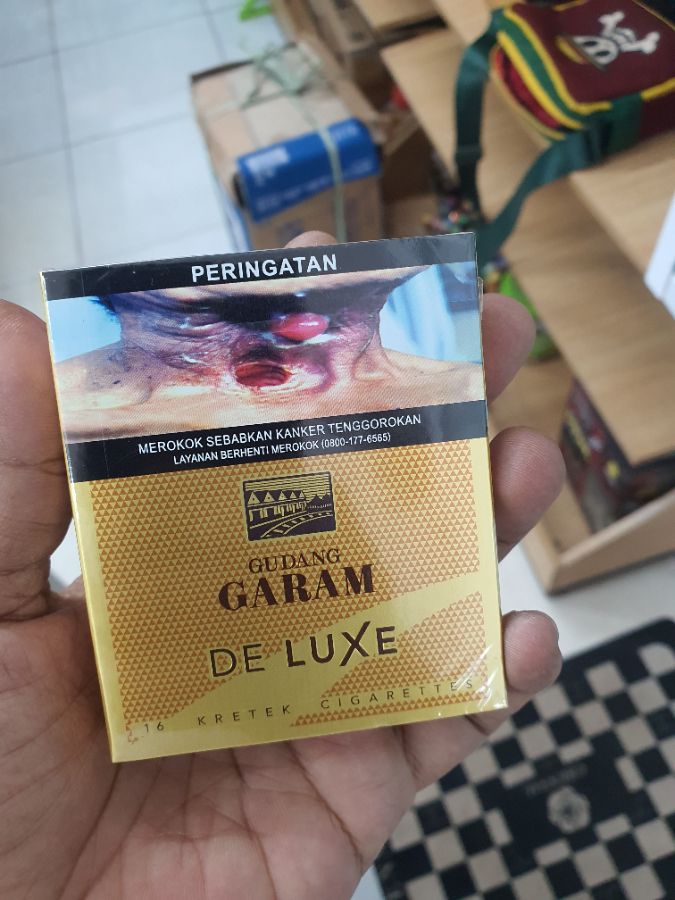 PERINGATAN
MEROKOK SEBABKAN KANKER TENGGOROKAN
LAYANAN BERHENTI MEROKOK (0800-177-6565)
GUDANG
GARAM
DE LUXE
16 KRETEK CIGARETTES